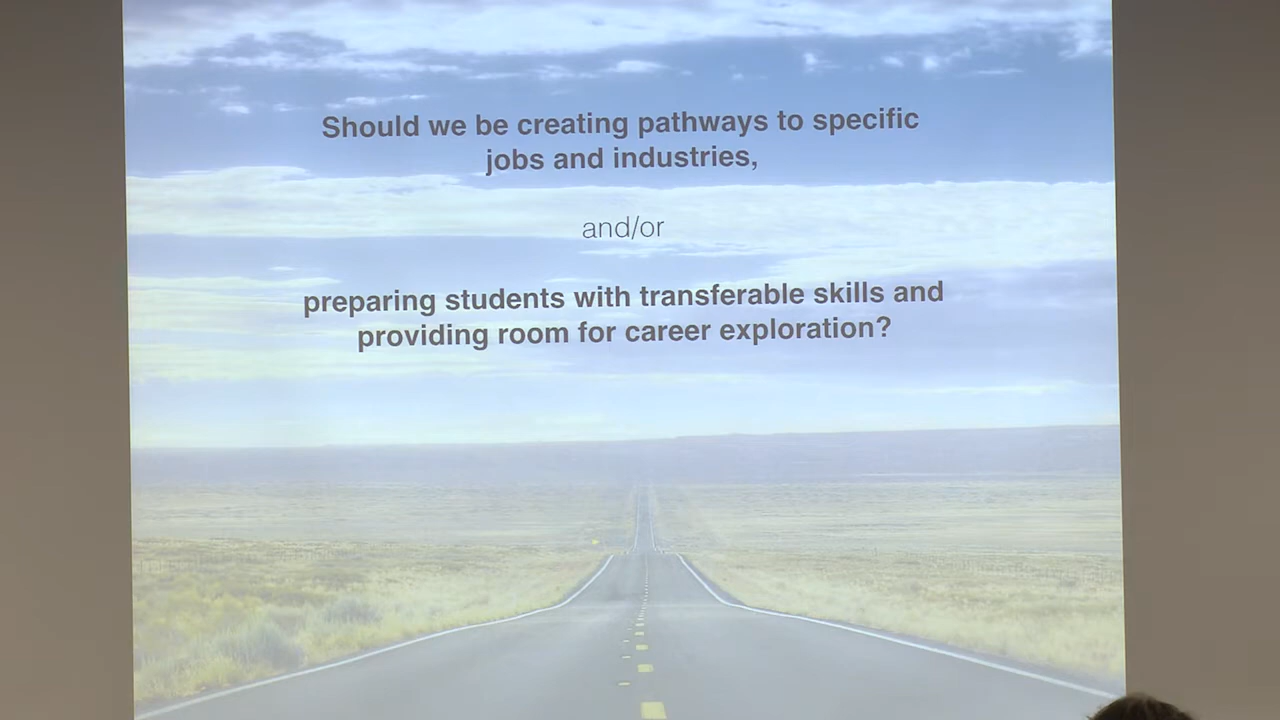 Should we be creating pathways to specific
jobs and industries,
and/or
preparing students with transferable skills and
providing room for career exploration?